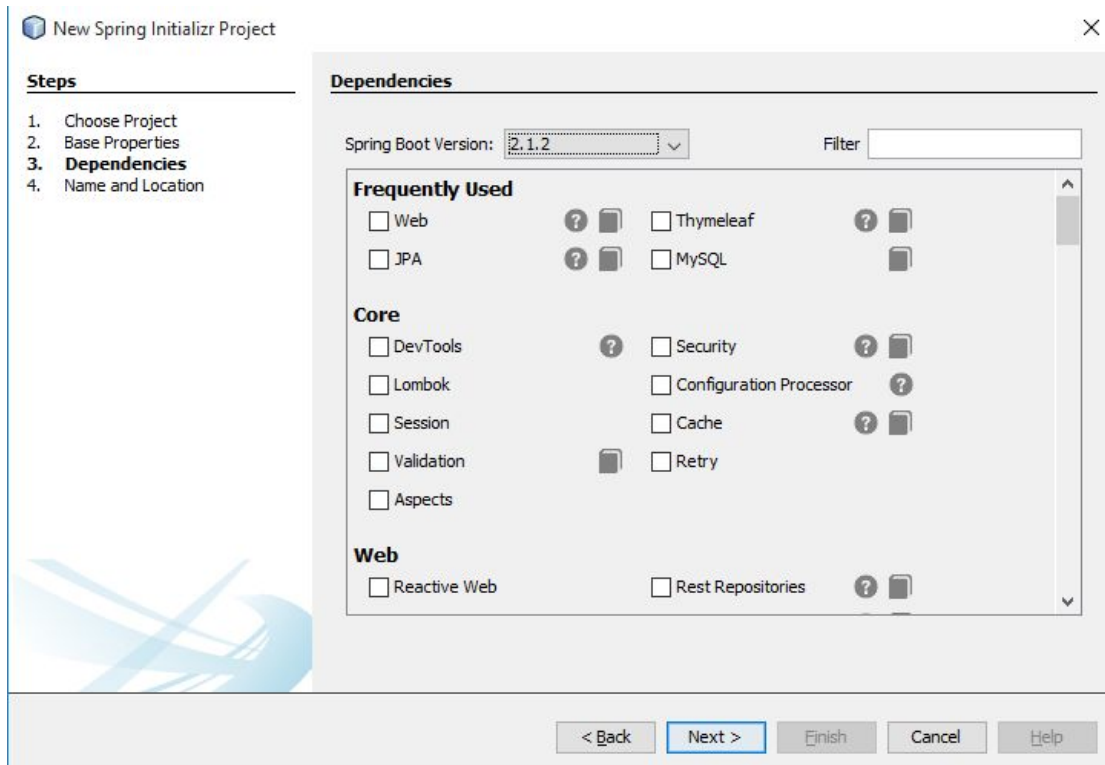 New Spring Initializr Project
Steps
1. Choose Project
2. Base Properties
3. Dependencies
4. Name and Location
Dependencies
Spring Boot Version: 2.1.2 Filter
Frequently Used
Web ? Thymeleaf ?
JPA ? MySQL
Core
DevTools ? Security ?
Lombok Configuration Processor ?
Session Cache ?
Validation Retry
Aspects
Web
Reactive Web Rest Repositories ?
< Back Next > Finish Cancel Help